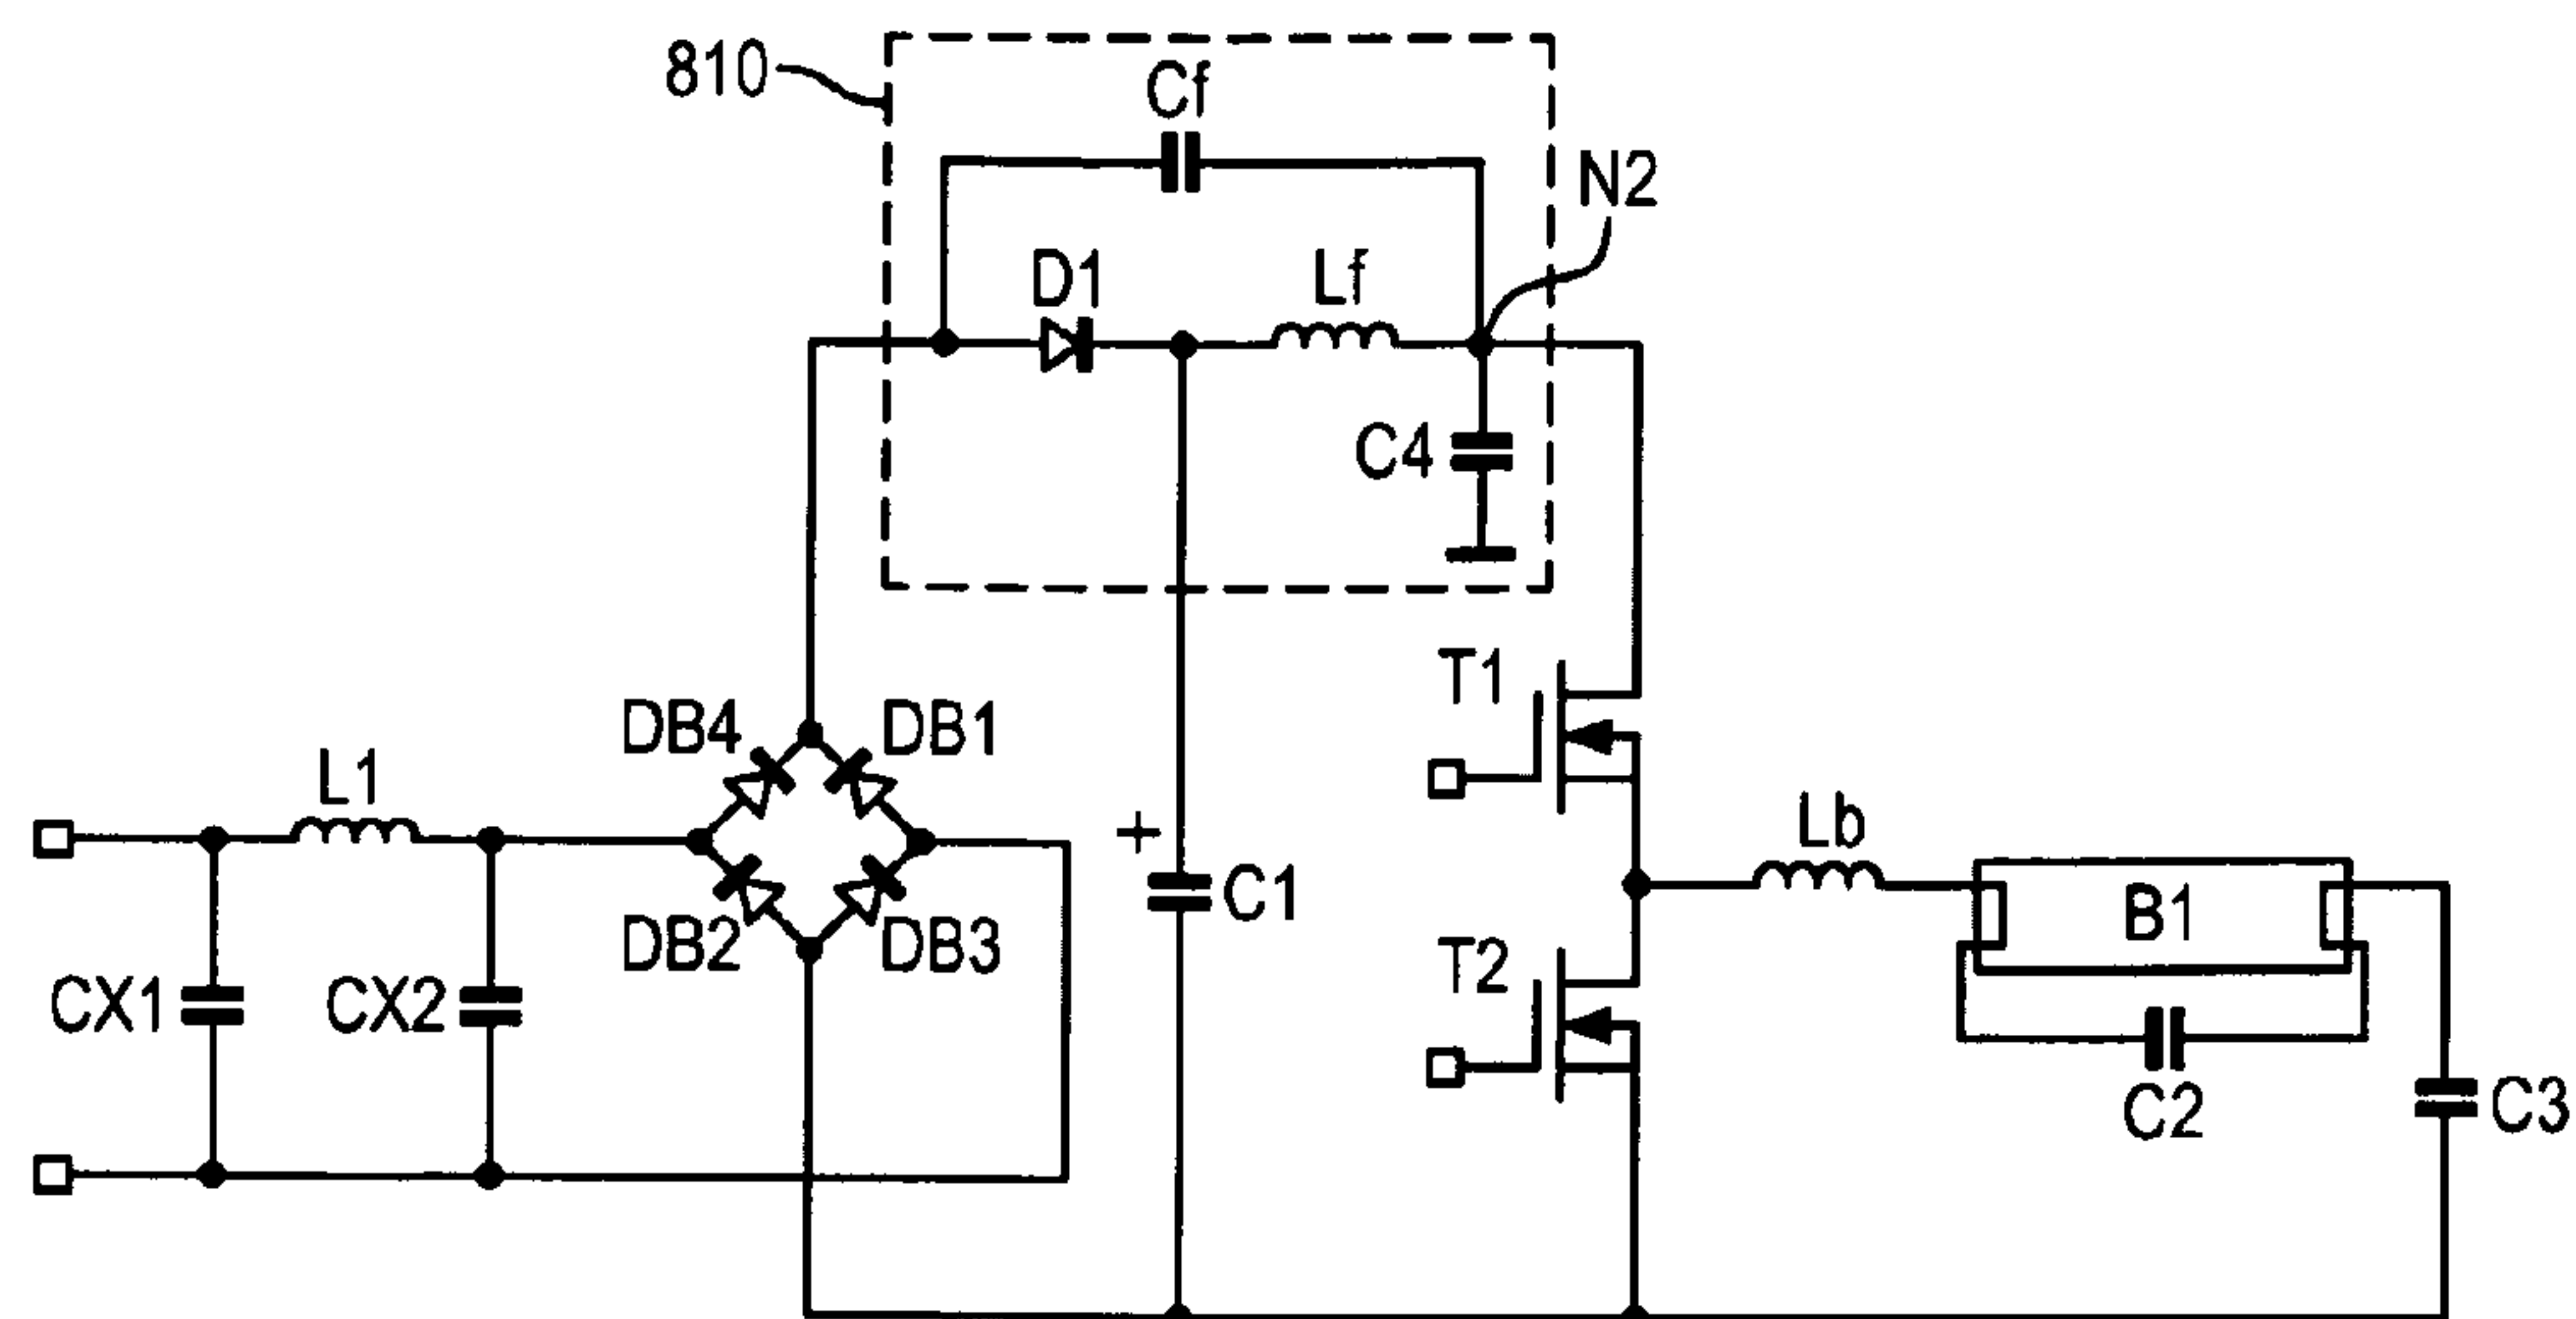 810
Cf
N2
D1
Lf
C4
T1
DB4
DB1
L1
Lb
+
C1
B1
DB2
DB3
T2
CX1
CX2
C2
C3